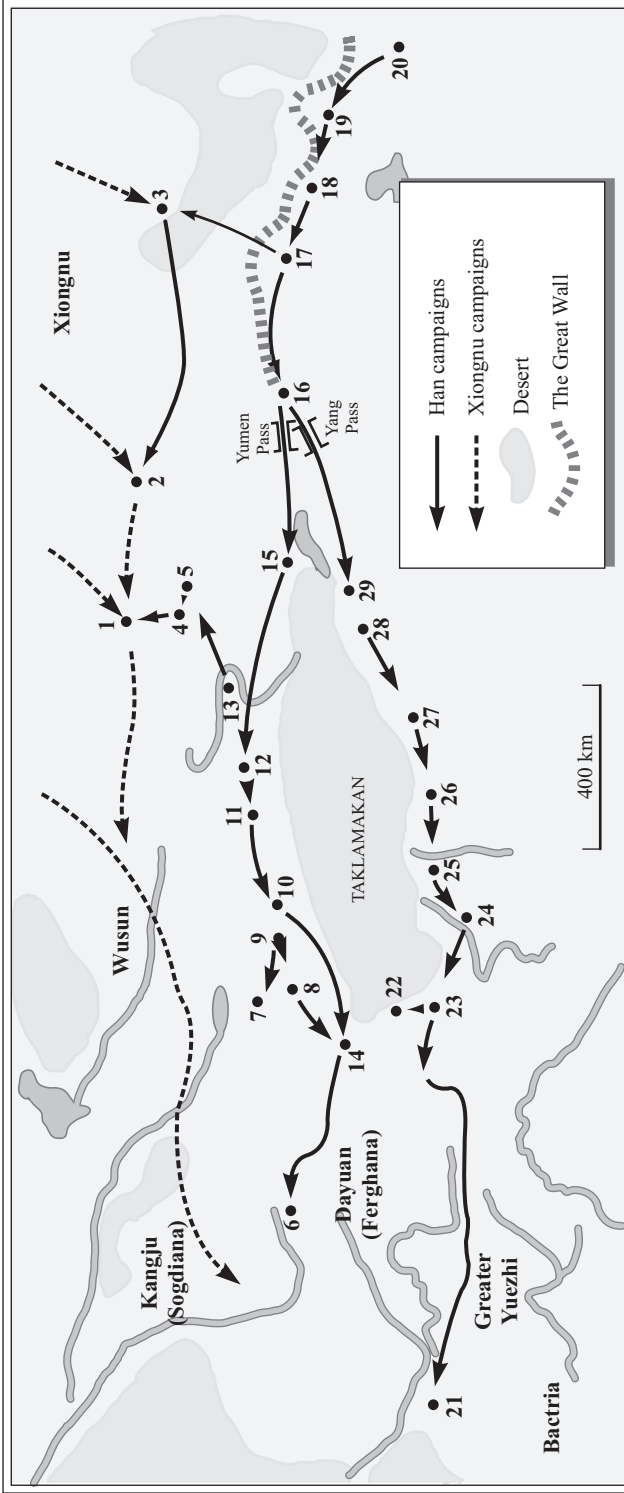 Xiongnu
Wusun
Kangju
(Sogdiana)
Dayuan
(Ferghana)
Greater
Yuezhi
Bactria
TAKLAMAKAN
Yumen
Pass
Yang
Pass
1
2
3
4
5
6
7
8
9
10
11
12
13
14
15
16
17
18
19
20
21
22
23
24
25
26
27
28
29
400 km
Han campaigns
Xiongnu campaigns
Desert
The Great Wall